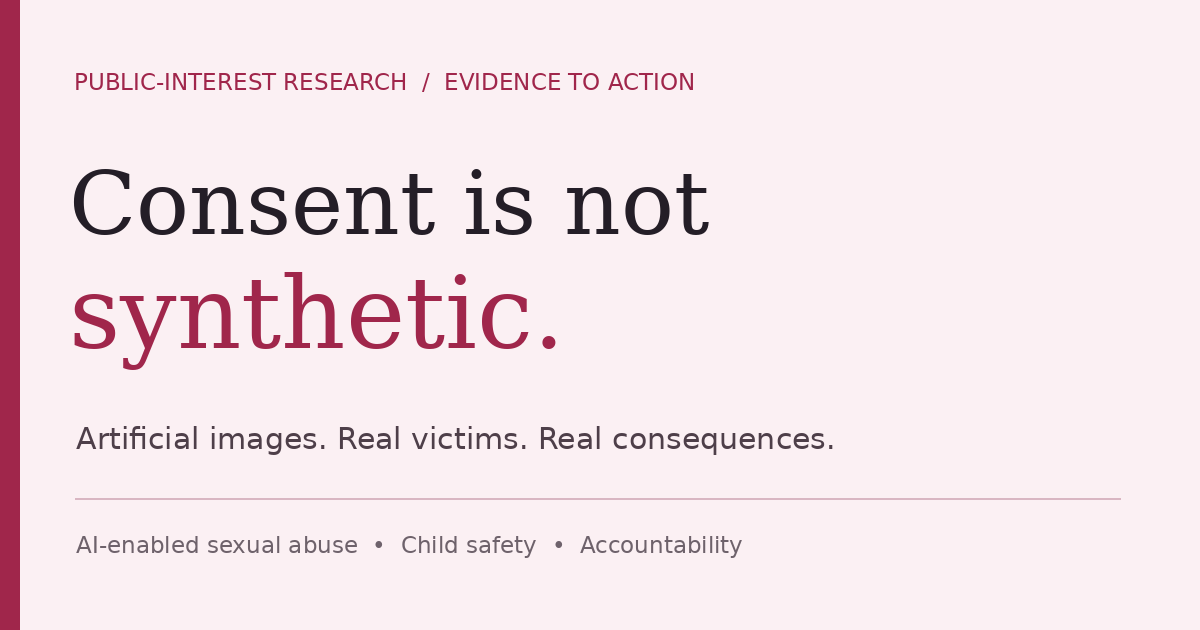 PUBLIC-INTEREST RESEARCH / EVIDENCE TO ACTION
Consent is not
synthetic.
Artificial images. Real victims. Real consequences.
AI-enabled sexual abuse • Child safety • Accountability